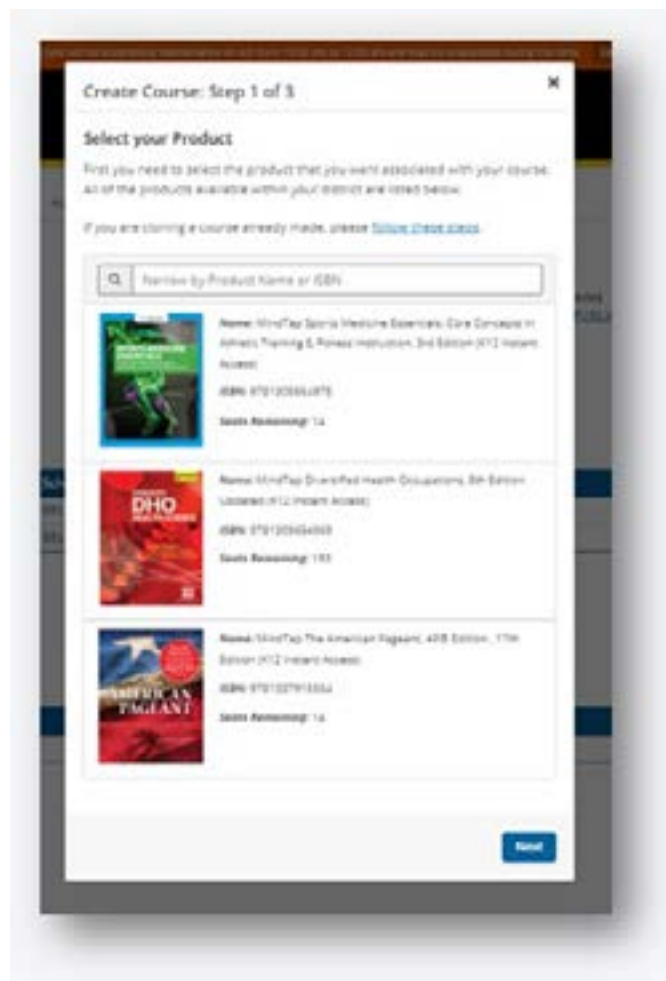 Create Course: Step 1 of 3
Select your Product
First you need to select the product that you want associated with your course.
All of the products available within your district are listed below.
If you are cloning a course already made, please follow these steps.
Narrow by Product Name or ISBN
Name: MindTap Sports Medicine Essentials: Core Concepts in
Athletic Training & Fitness Instruction, 3rd Edition (K12 Instant
Access)
ISBN:
Seats Remaining: 14
DHO
Name: MindTap Diversified Health Occupations, 8th Edition
Updated (K12 Instant Access)
ISBN:
Seats Remaining: 193
AMERICAN
PAGEANT
Name: MindTap The American Pageant, AP® Edition, 17th
Edition (K12 Instant Access)
ISBN:
Seats Remaining: 14
Next